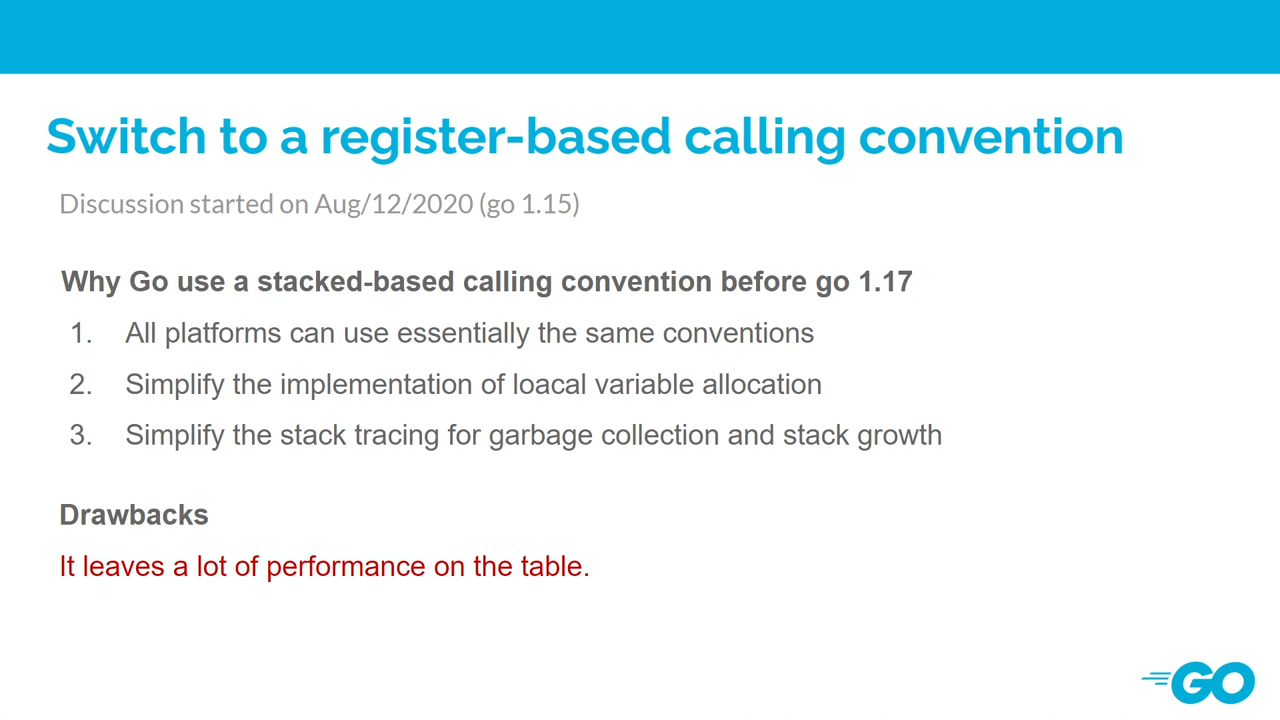 Switch to a register-based calling convention
Discussion started on Aug/12/2020 (go 1.15)
Why Go use a stacked-based calling convention before go 1.17
1. All platforms can use essentially the same conventions
2. Simplify the implementation of loacal variable allocation
3. Simplify the stack tracing for garbage collection and stack growth
Drawbacks
It leaves a lot of performance on the table.
GO